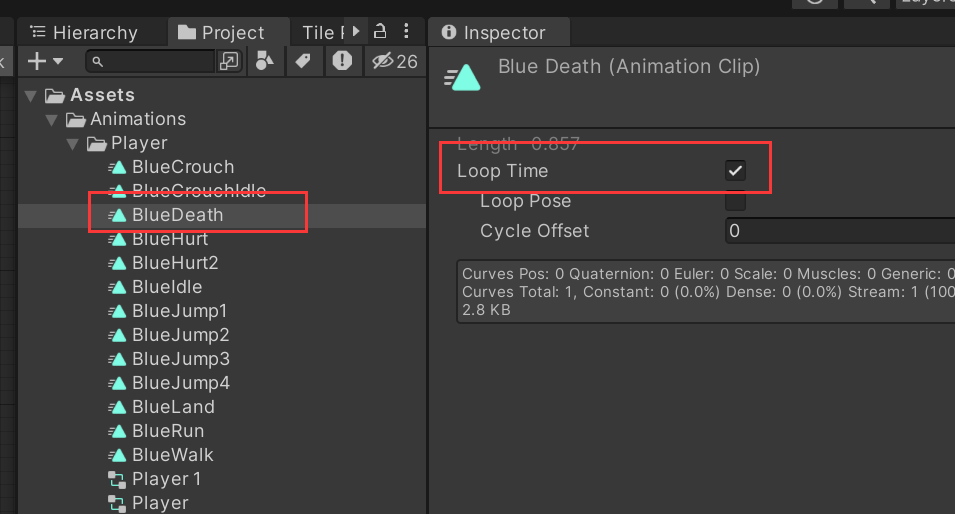 Hierarchy
Project
Tile
26
Assets
Animations
Player
BlueCrouch
BlueCrouchIdle
BlueDeath
BlueHurt
BlueHurt2
BlueIdle
BlueJump1
BlueJump2
BlueJump3
BlueJump4
BlueLand
BlueRun
BlueWalk
Player 1
Player
Inspector
Blue Death (Animation Clip)
Length 0.857
Loop Time
Loop Pose
Cycle Offset
0
Curves Pos: 0 Quaternion: 0 Euler: 0 Scale: 0 Muscles: 0 Generic: 0
Curves Total: 1, Constant: 0 (0.0%) Dense: 0 (0.0%) Stream: 1 (100
2.8 KB